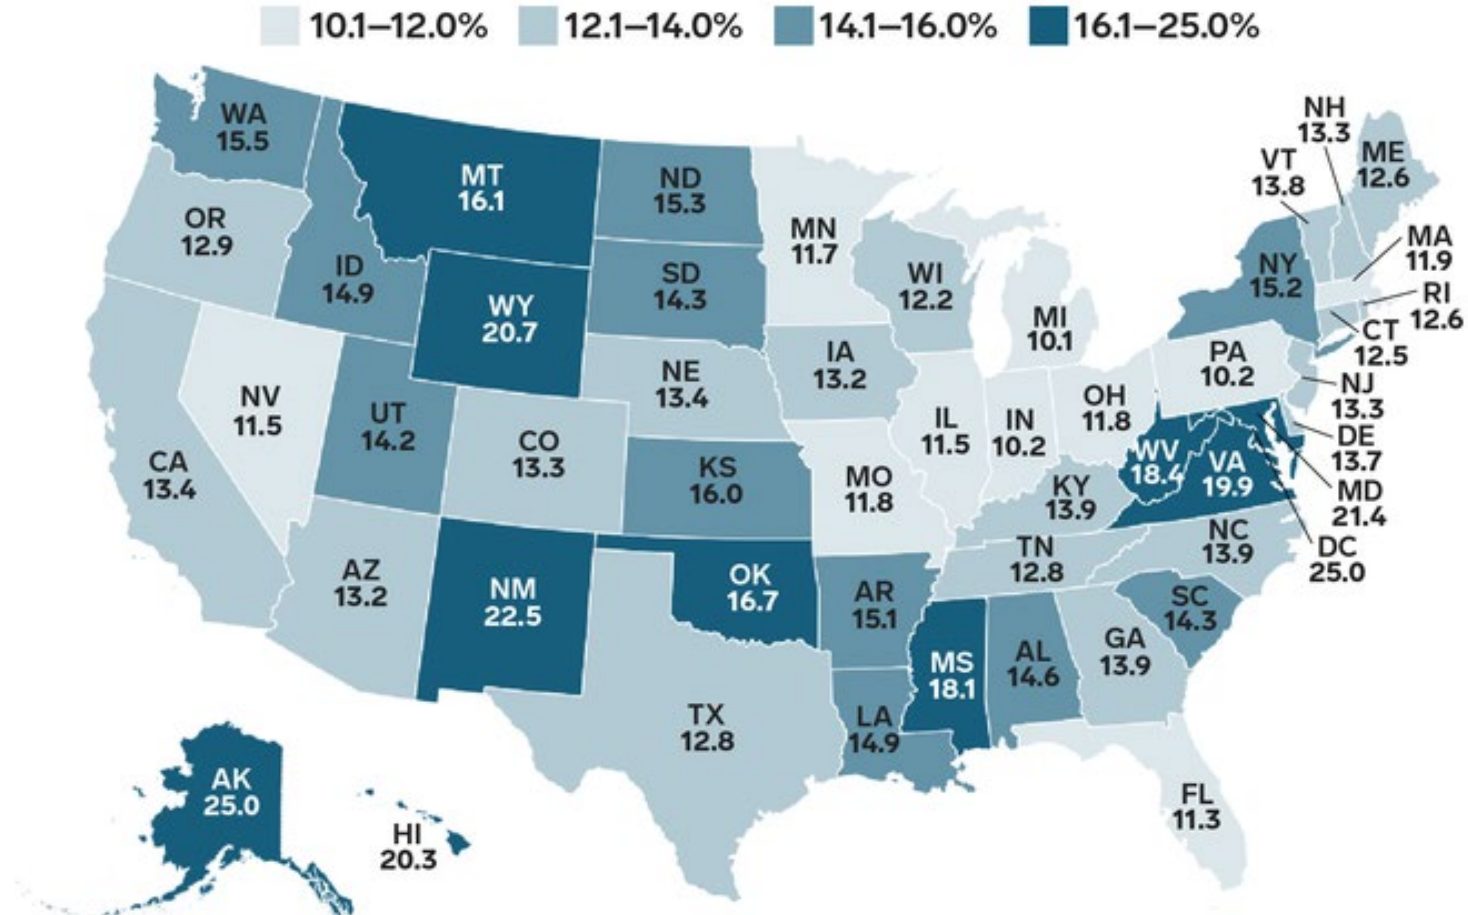 10.1–12.0% 12.1–14.0% 14.1–16.0% 16.1–25.0%
WA
15.5
OR
12.9
ID
14.9
MT
16.1
WY
20.7
ND
15.3
SD
14.3
NE
13.4
KS
16.0
NV
11.5
UT
14.2
CO
13.3
CA
13.4
AZ
13.2
NM
22.5
OK
16.7
TX
12.8
MN
11.7
WI
12.2
IA
13.2
MO
11.8
AR
15.1
LA
14.9
MS
18.1
AL
14.6
GA
13.9
FL
11.3
SC
14.3
NC
13.9
TN
12.8
KY
13.9
IL
11.5
IN
10.2
MI
10.1
OH
11.8
WV
18.4
VA
19.9
PA
10.2
NY
15.2
VT
13.8
NH
13.3
ME
12.6
MA
11.9
RI
12.6
CT
12.5
NJ
13.3
DE
13.7
MD
21.4
DC
25.0
AK
25.0
HI
20.3